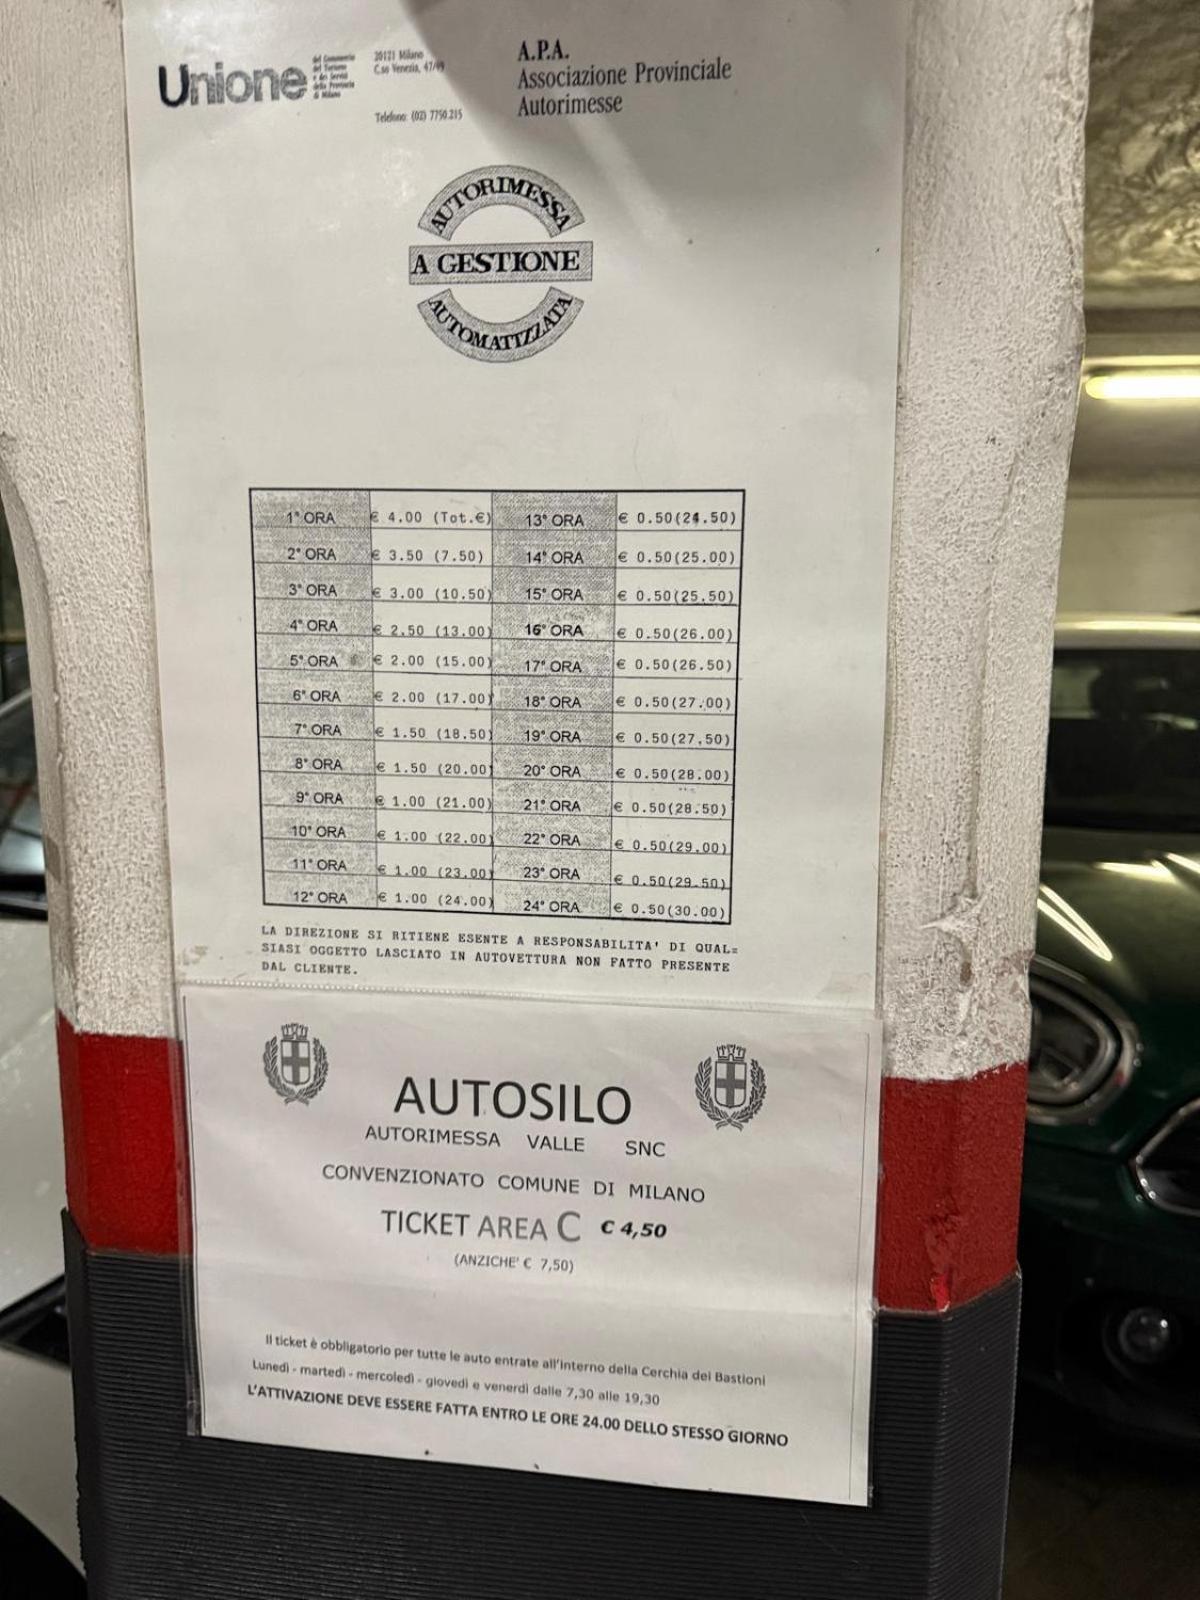 Unione
del Commercio
del Turismo
e dei Servizi
della Provincia
di Milano
20121 Milano
C.so Venezia, 47/49
Telefono: (02) 7750.215
A.P.A.
Associazione Provinciale
Autorimesse
AUTORIMESSA
A GESTIONE
AUTOMATIZZATA
1° ORA € 4.00 (Tot.€) 13° ORA € 0.50(24.50)
2° ORA € 3.50 (7.50) 14° ORA € 0.50(25.00)
3° ORA € 3.00 (10.50) 15° ORA € 0.50(25.50)
4° ORA € 2.50 (13.00) 16° ORA € 0.50(26.00)
5° ORA € 2.00 (15.00) 17° ORA € 0.50(26.50)
6° ORA € 2.00 (17.00) 18° ORA € 0.50(27.00)
7° ORA € 1.50 (18.50) 19° ORA € 0.50(27.50)
8° ORA € 1.50 (20.00) 20° ORA € 0.50(28.00)
9° ORA € 1.00 (21.00) 21° ORA € 0.50(28.50)
10° ORA € 1.00 (22.00) 22° ORA € 0.50(29.00)
11° ORA € 1.00 (23.00) 23° ORA € 0.50(29.50)
12° ORA € 1.00 (24.00) 24° ORA € 0.50(30.00)
LA DIREZIONE SI RITIENE ESENTE A RESPONSABILITA' DI QUAL=
SIASI OGGETTO LASCIATO IN AUTOVETTURA NON FATTO PRESENTE
DAL CLIENTE.
AUTOSILO
AUTORIMESSA VALLE SNC
CONVENZIONATO COMUNE DI MILANO
TICKET AREA C € 4,50
(ANZICHE' € 7,50)
Il ticket è obbligatorio per tutte le auto entrate all'interno della Cerchia dei Bastioni
Lunedì - martedì - mercoledì - giovedì e venerdì dalle 7,30 alle 19,30
L'ATTIVAZIONE DEVE ESSERE FATTA ENTRO LE ORE 24.00 DELLO STESSO GIORNO